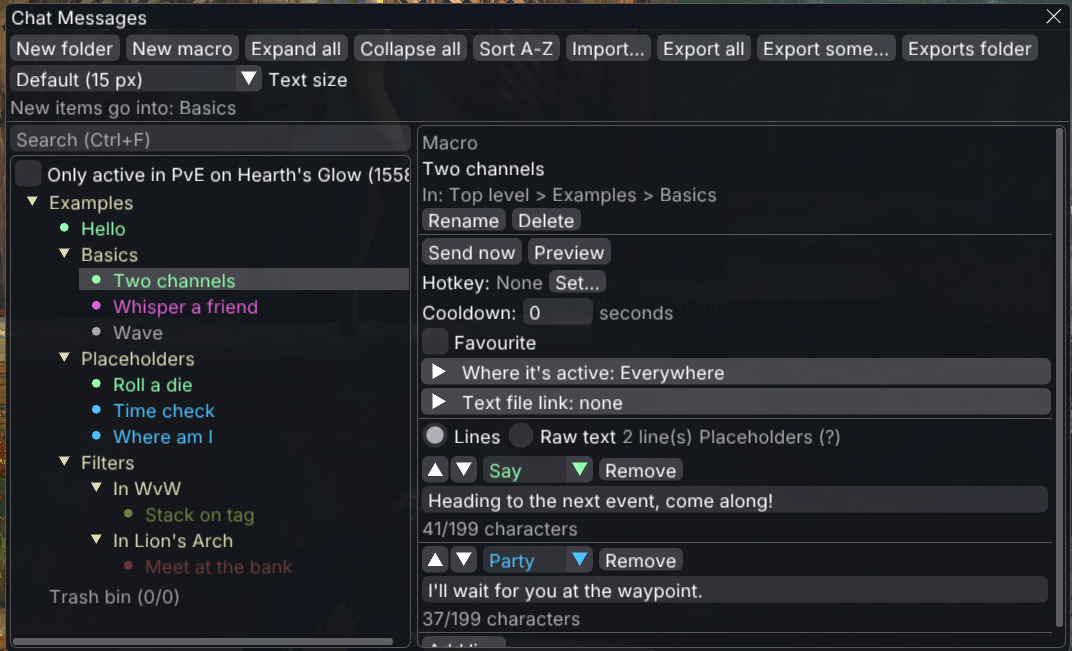 Chat Messages
New folder New macro Expand all Collapse all Sort A-Z Import... Export all Export some... Exports folder
Default (15 px) Text size
New items go into: Basics
Search (Ctrl+F)
Only active in PvE on Hearth's Glow (1558
Examples
Hello
Basics
Two channels
Whisper a friend
Wave
Placeholders
Roll a die
Time check
Where am I
Filters
In WvW
Stack on tag
In Lion's Arch
Meet at the bank
Trash bin (0/0)
Macro
Two channels
In: Top level > Examples > Basics
Rename Delete
Send now Preview
Hotkey: None Set...
Cooldown: 0 seconds
Favourite
Where it's active: Everywhere
Text file link: none
Lines Raw text 2 line(s) Placeholders (?)
Say Remove
Heading to the next event, come along!
41/199 characters
Party Remove
I'll wait for you at the waypoint.
37/199 characters